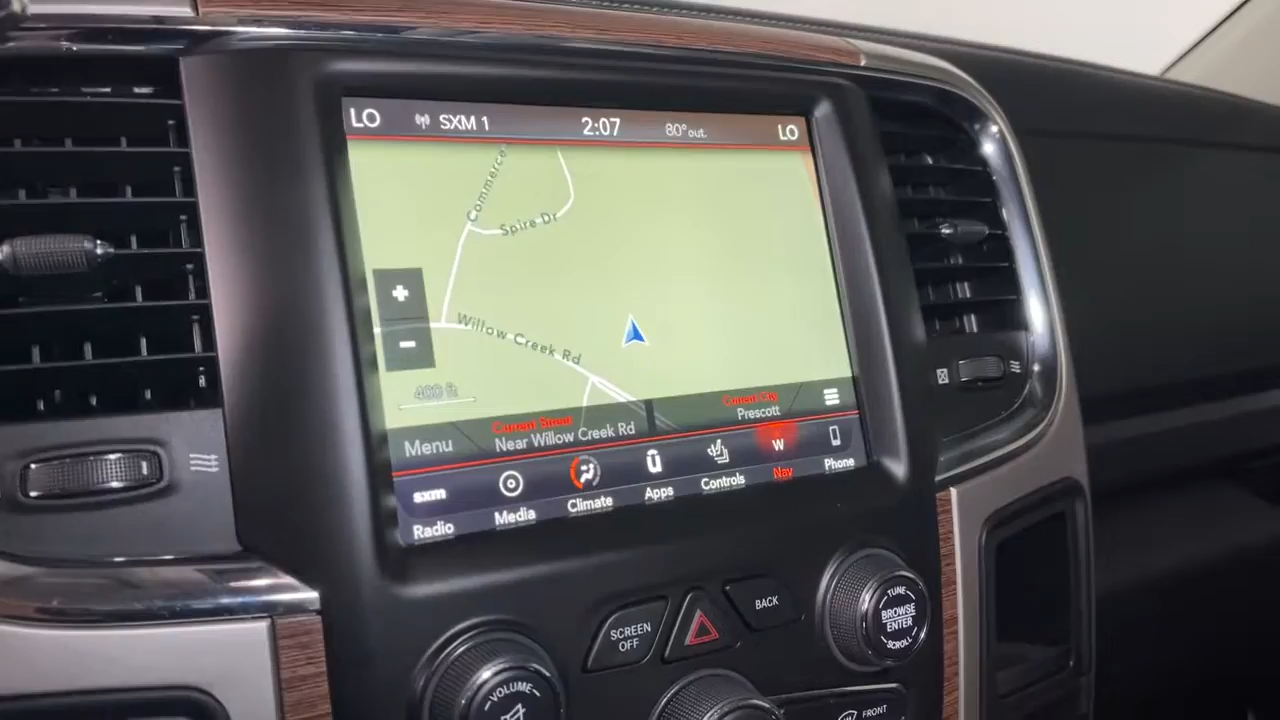 LO SXM 1 2:07 80° out. LO
Commerce
Spire Dr
+
Willow Creek Rd
-
400 ft
Current Street
Current City
Menu
Near Willow Creek Rd
Prescott
sxm
W
Radio
Media
Climate
Apps
Controls
Nav
Phone
SCREEN
OFF
BACK
TUNE
BROWSE
ENTER
SCROLL
VOLUME
FRONT